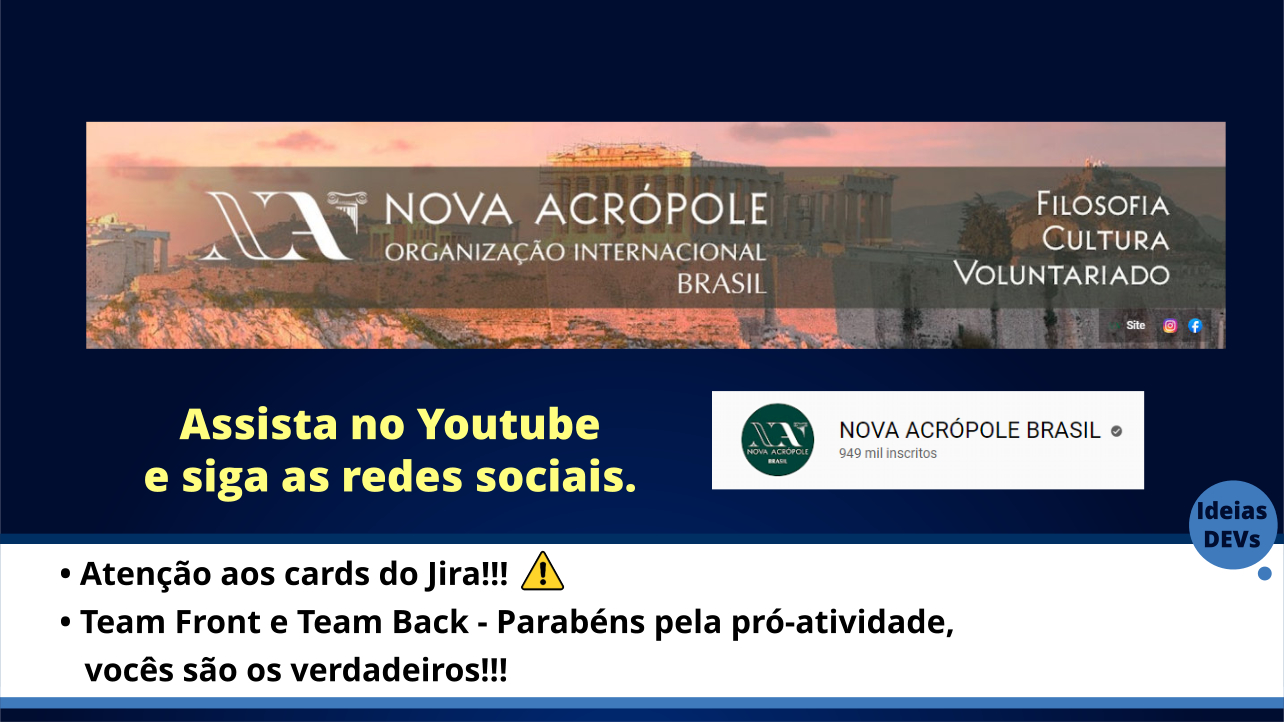 NOVA ACRÓPOLE
ORGANIZAÇÃO INTERNACIONAL
BRASIL
FILOSOFIA
CULTURA
VOLUNTARIADO
Site
Assista no Youtube
e siga as redes sociais.
NOVA ACRÓPOLE
BRASIL
NOVA ACRÓPOLE BRASIL
949 mil inscritos
Ideias
DEVs
• Atenção aos cards do Jira!!!
• Team Front e Team Back - Parabéns pela pró-atividade,
vocês são os verdadeiros!!!